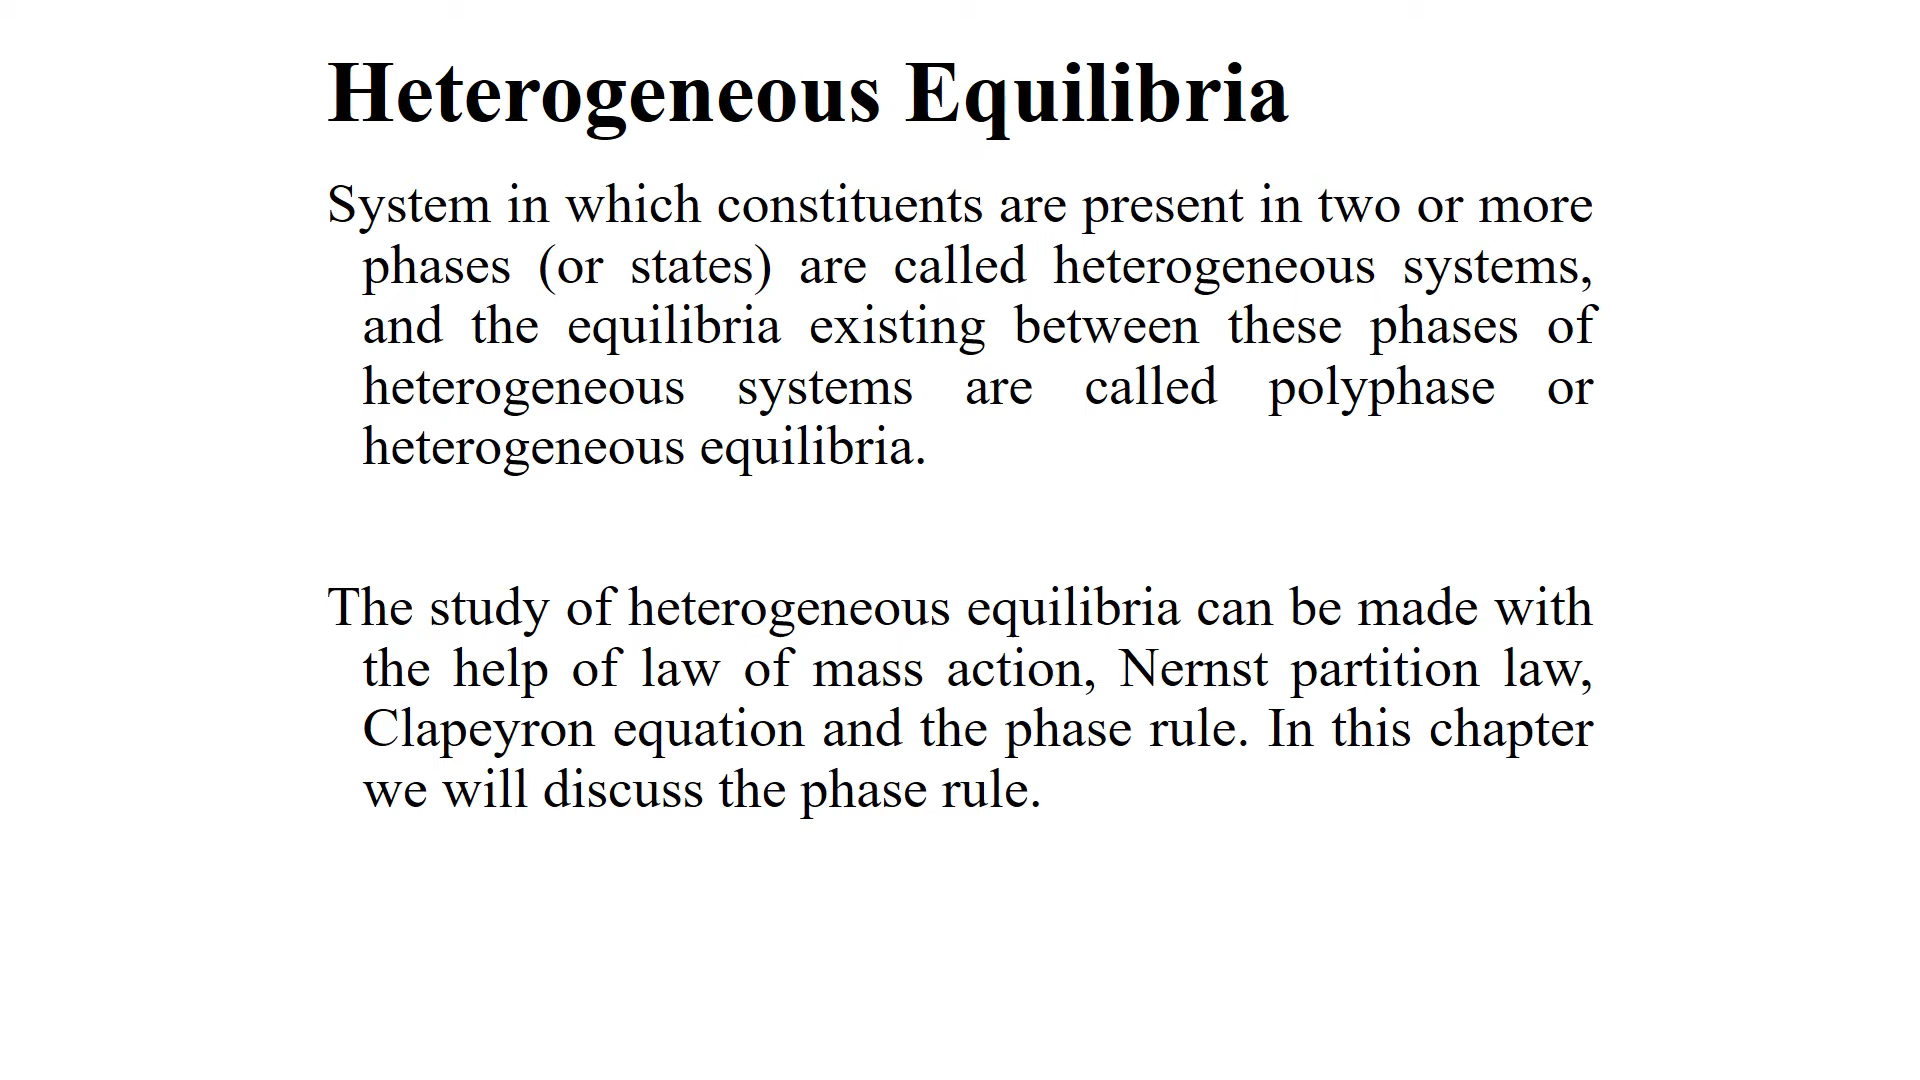 Heterogeneous Equilibria
System in which constituents are present in two or more
phases (or states) are called heterogeneous systems,
and the equilibria existing between these phases of
heterogeneous systems are called polyphase or
heterogeneous equilibria.
The study of heterogeneous equilibria can be made with
the help of law of mass action, Nernst partition law,
Clapeyron equation and the phase rule. In this chapter
we will discuss the phase rule.